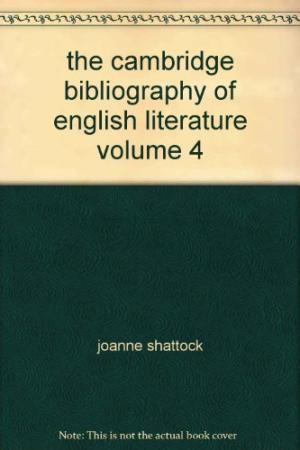 the cambridge
bibliography of
english literature
volume 4
joanne shattock
Note: This is not the actual book cover